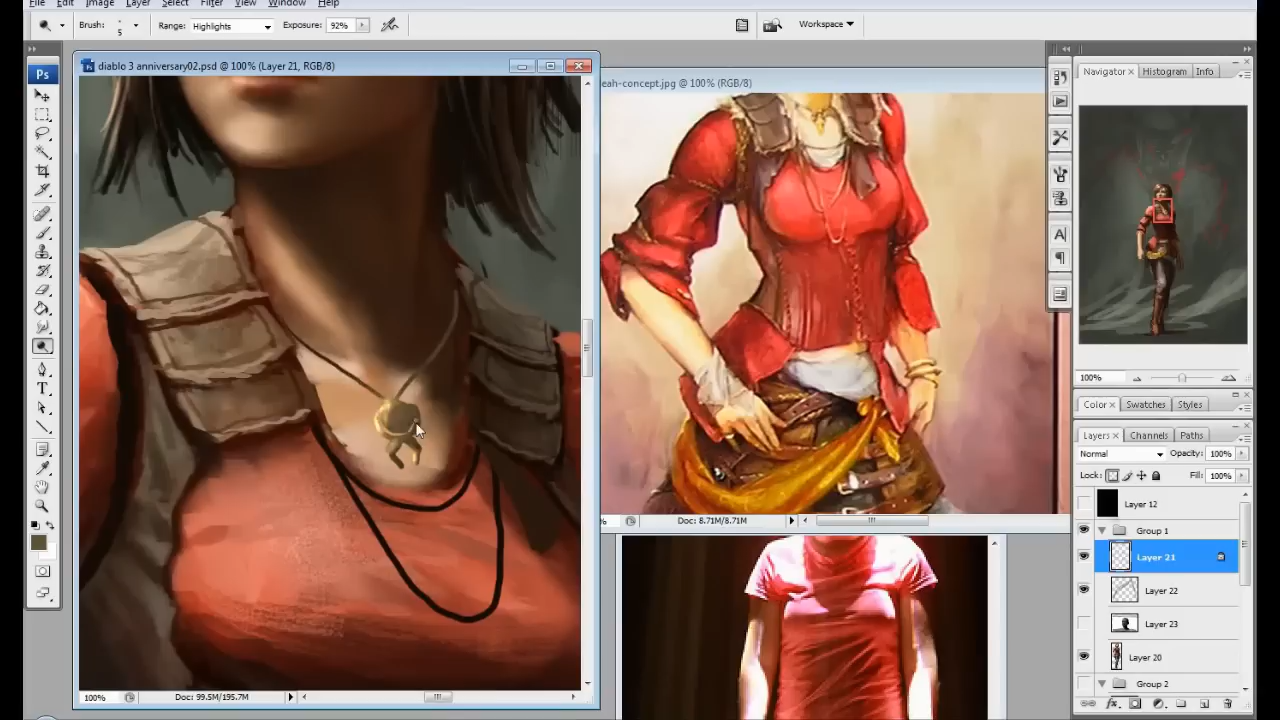 File Edit Image Layer Select Filter View Window Help
Brush: 5 Range: Highlights Exposure: 92% Workspace
Ps
diablo 3 anniversary02.psd @ 100% (Layer 21, RGB/8)
eah-concept.jpg @ 100% (RGB/8)
Navigator Histogram Info
100%
Color Swatches Styles
Layers Channels Paths
Normal Opacity: 100%
Lock: Fill: 100%
Layer 12
Group 1
Layer 21
Layer 22
Layer 23
Layer 20
Group 2
% Doc: 8.71M/8.71M
100% Doc: 99.5M/195.7M
T
A
fx